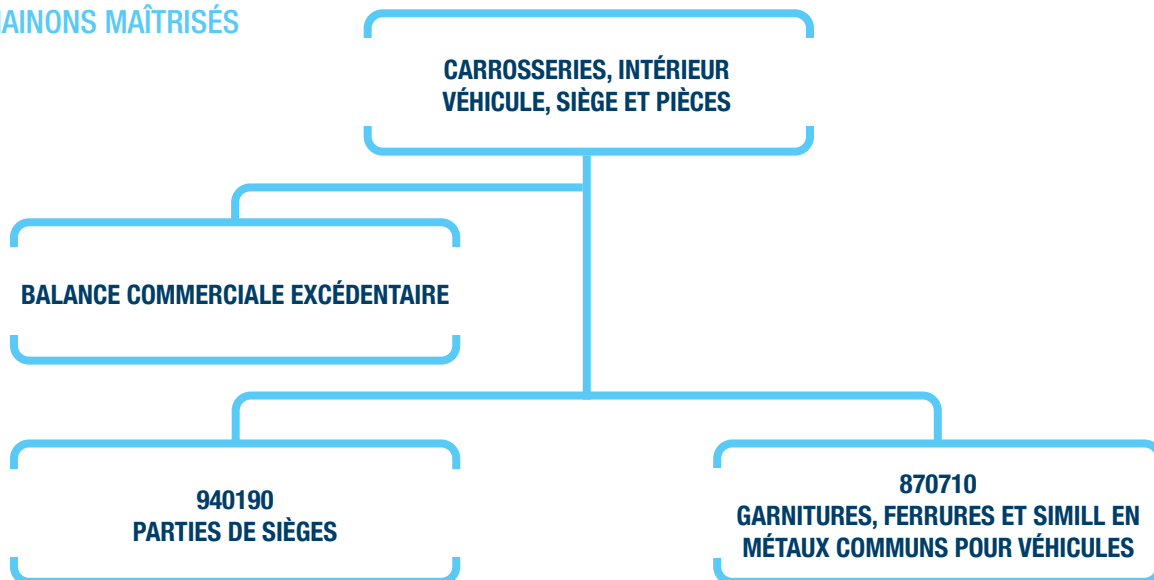 AINONS MAÎTRISÉS
CARROSSERIES, INTÉRIEUR
VÉHICULE, SIÈGE ET PIÈCES
BALANCE COMMERCIALE EXCÉDENTAIRE
940190
PARTIES DE SIÈGES
870710
GARNITURES, FERRURES ET SIMILL EN
MÉTAUX COMMUNS POUR VÉHICULES